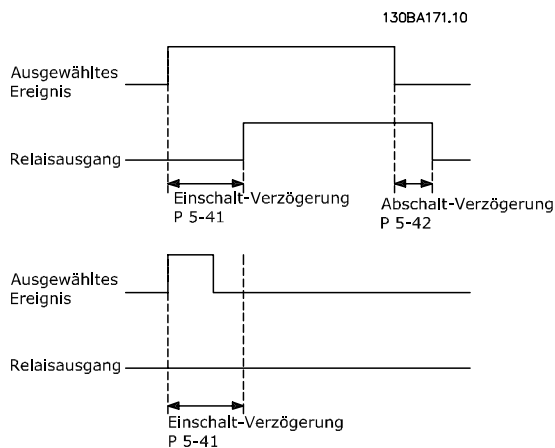 130BA171.10
Ausgewähltes
Ereignis
Relaisausgang
Einschalt-Verzögerung
P 5-41
Abschalt-Verzögerung
P 5-42
Ausgewähltes
Ereignis
Relaisausgang
Einschalt-Verzögerung
P 5-41